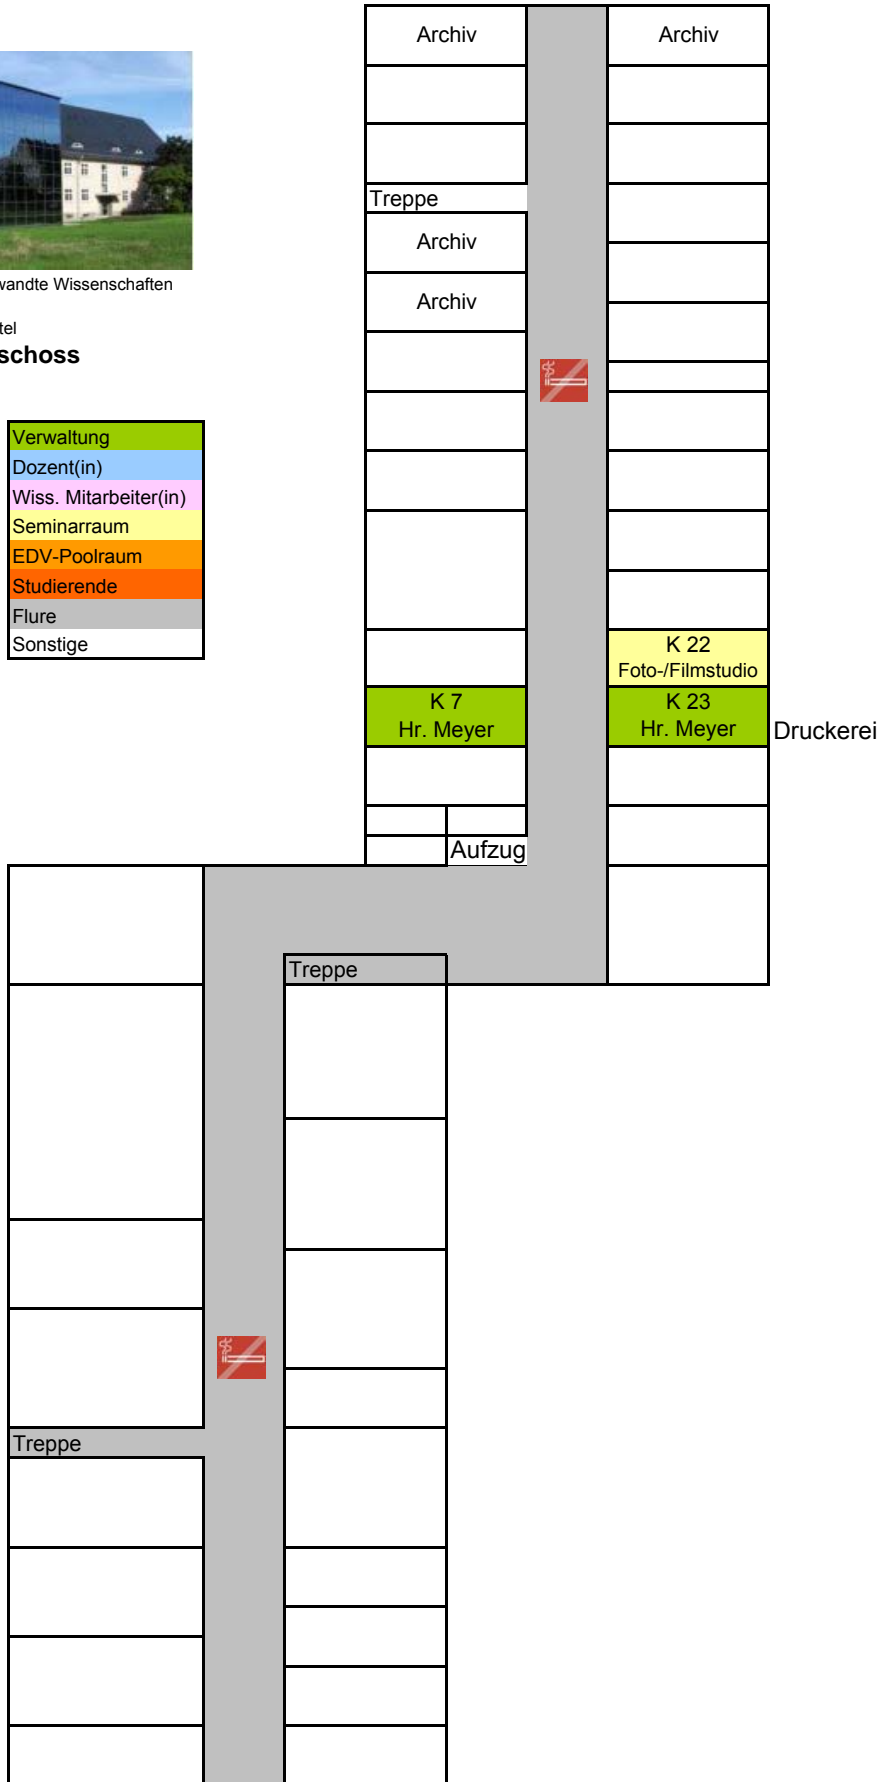 Archiv
Archiv
Treppe
Archiv
wandte Wissenschaften
Archiv
tel
schoss
Verwaltung
Dozent(in)
Wiss. Mitarbeiter(in)
Seminarraum
EDV-Poolraum
Studierende
Flure
Sonstige
K 22
Foto-/Filmstudio
K 7
Hr. Meyer
K 23
Hr. Meyer
Druckerei
Aufzug
Treppe
Treppe